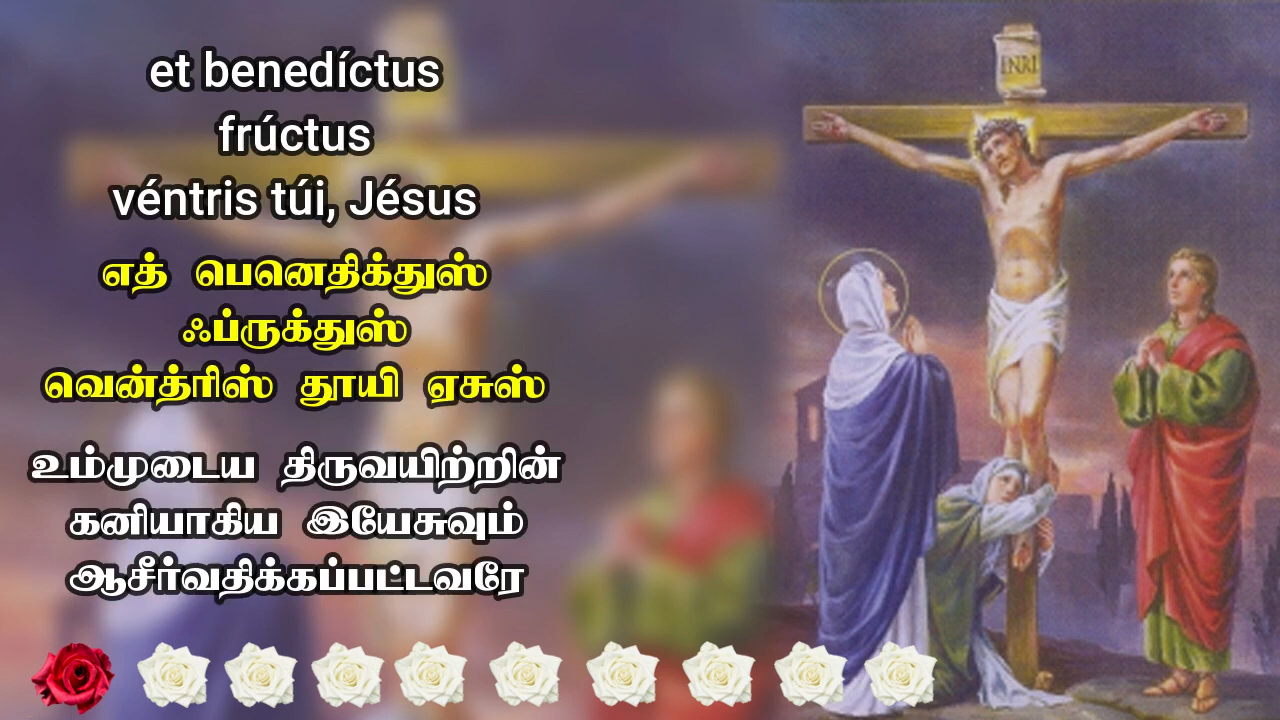 et benedíctus
frúctus
véntris túi, Jésus
எத் பெனெதிக்துஸ்
ஃப்ருக்துஸ்
வென்த்ரிஸ் தூயி ஏசுஸ்
உம்முடைய திருவயிற்றின்
கனியாகிய இயேசுவும்
ஆசீர்வதிக்கப்பட்டவரே
INRI